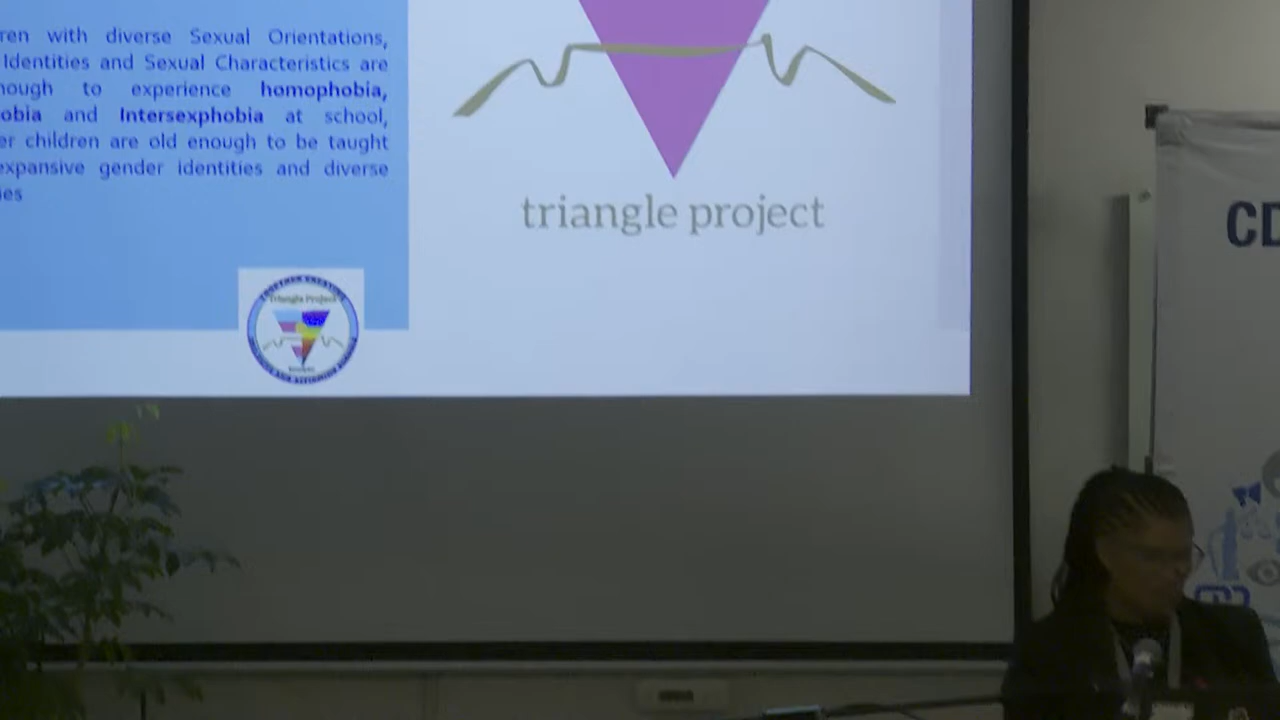 ren with diverse Sexual Orientations,
Identities and Sexual Characteristics are
nough to experience homophobia,
obia and Intersexphobia at school,
er children are old enough to be taught
expansive gender identities and diverse
ies
triangle project
Triangle Project
CD